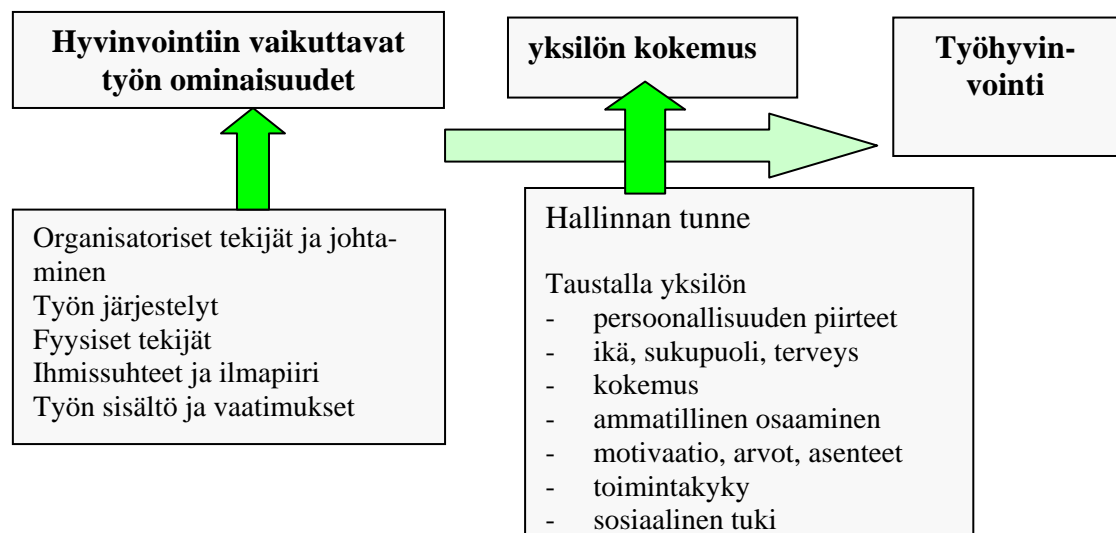 Hyvinvointiin vaikuttavat
työn ominaisuudet
yksilön kokemus
Työhyvin-
vointi
Organisatoriset tekijät ja johta-
minen
Työn järjestelyt
Fyysiset tekijät
Ihmissuhteet ja ilmapiiri
Työn sisältö ja vaatimukset
Hallinnan tunne
Taustalla yksilön
- persoonallisuuden piirteet
- ikä, sukupuoli, terveys
- kokemus
- ammatillinen osaaminen
- motivaatio, arvot, asenteet
- toimintakyky
- sosiaalinen tuki